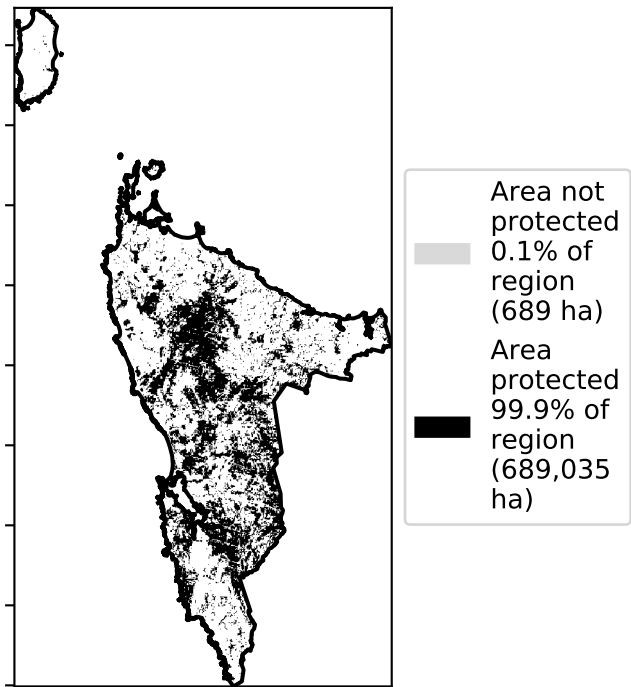 Area not
protected
0.1% of
region
(689 ha)
Area
protected
99.9% of
region
(689,035
ha)